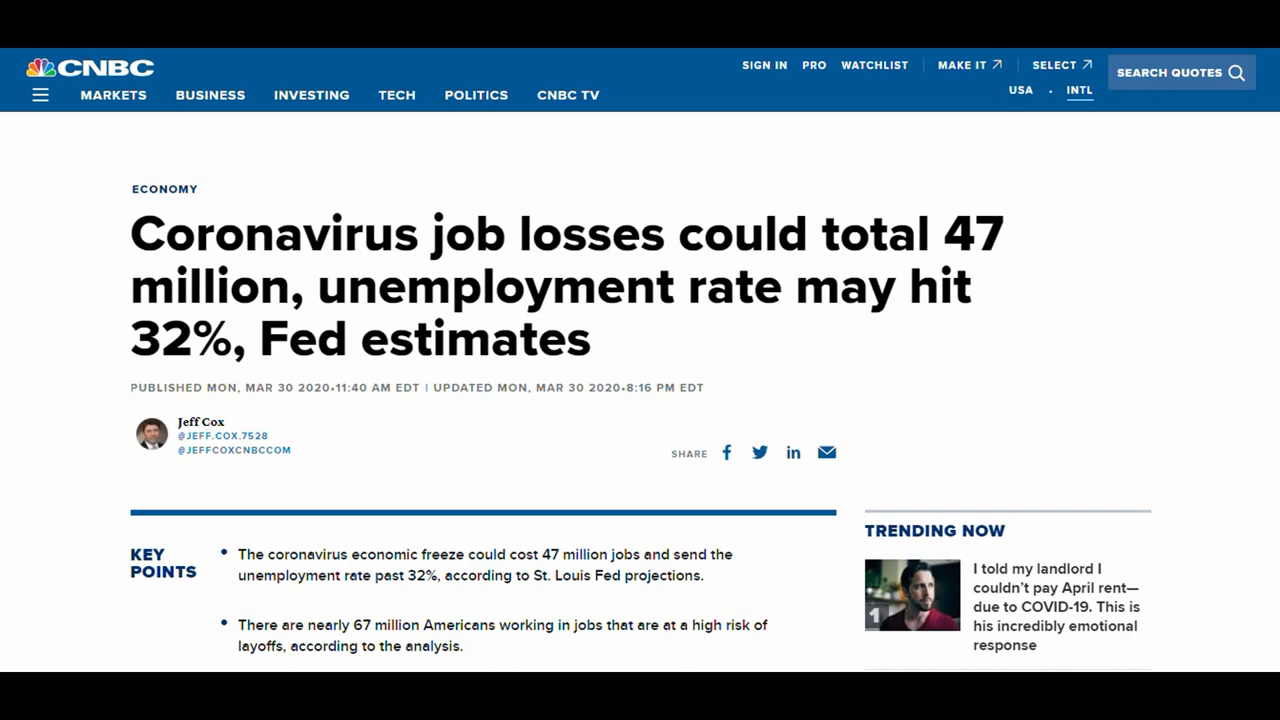 CNBC
SIGN IN PRO WATCHLIST MAKE IT SELECT
SEARCH QUOTES
USA • INTL
MARKETS BUSINESS INVESTING TECH POLITICS CNBC TV
ECONOMY
Coronavirus job losses could total 47
million, unemployment rate may hit
32%, Fed estimates
PUBLISHED MON, MAR 30 2020•11:40 AM EDT | UPDATED MON, MAR 30 2020•8:16 PM EDT
Jeff Cox
@JEFF.COX.7528
@JEFFCOXCNBCCOM
SHARE
KEY
POINTS
• The coronavirus economic freeze could cost 47 million jobs and send the
unemployment rate past 32%, according to St. Louis Fed projections.
• There are nearly 67 million Americans working in jobs that are at a high risk of
layoffs, according to the analysis.
TRENDING NOW
1
I told my landlord I
couldn't pay April rent—
due to COVID-19. This is
his incredibly emotional
response